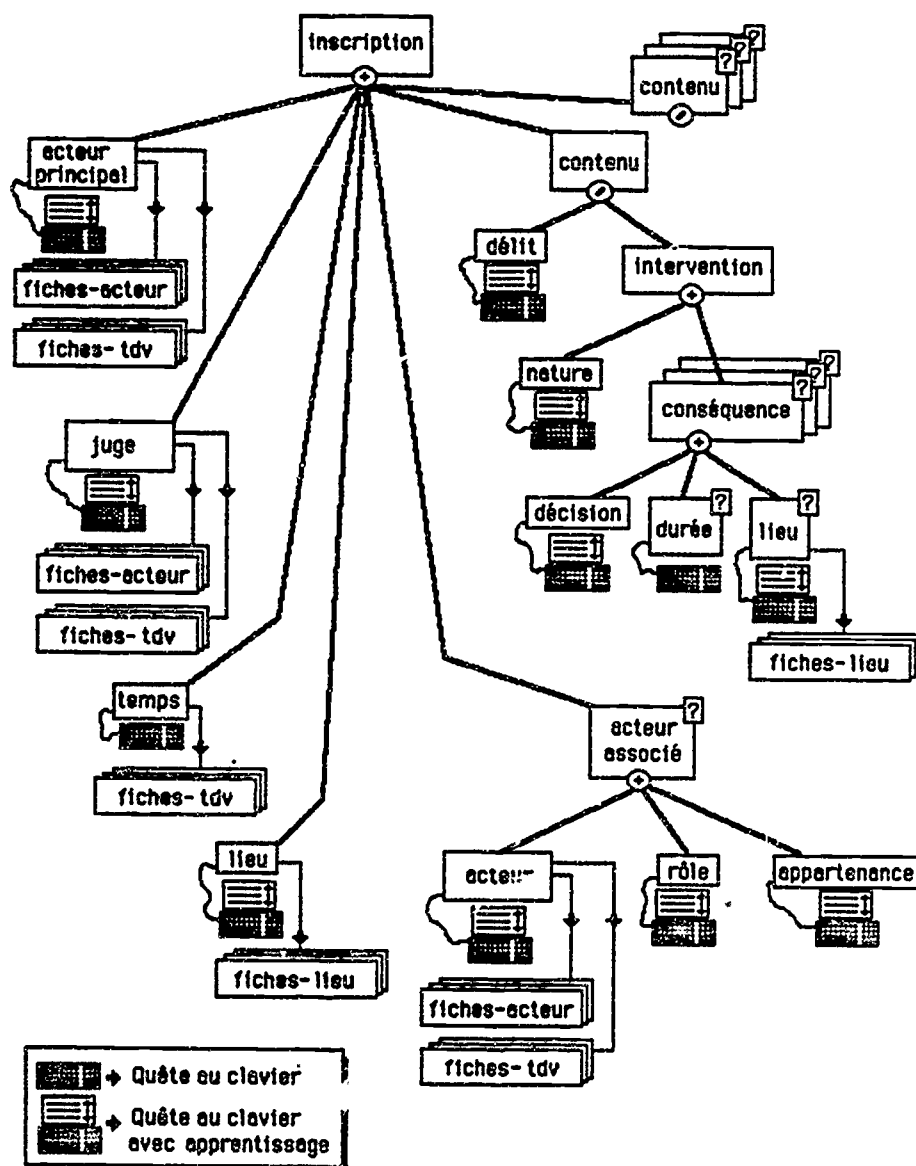 inscription
?
?
?
contenu
acteur
principal
fiches-acteur
fiches-tdv
contenu
délit
intervention
nature
?
?
?
conséquence
décision
?
durée
?
lieu
fiches-lieu
juge
fiches-acteur
fiches-tdv
temps
fiches-tdv
lieu
fiches-lieu
?
acteur
associé
acteur
rôle
appartenance
fiches-acteur
fiches-tdv
Quête au clavier
Quête au clavier
avec apprentissage